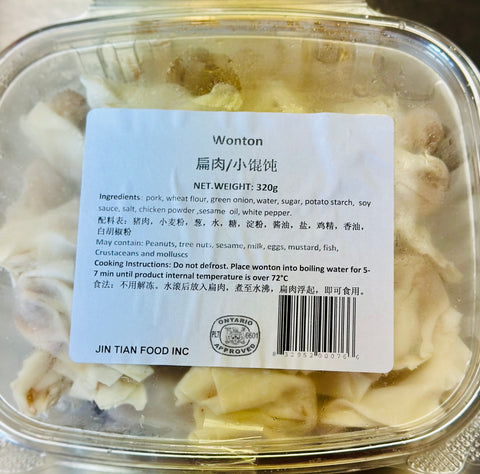 Wonton
扁肉/小馄饨
NET.WEIGHT: 320g
Ingredients: pork, wheat flour, green onion, water, sugar, potato starch, soy
sauce, salt, chicken powder ,sesame oil, white pepper.
配料表：猪肉，小麦粉，葱，水，糖，淀粉，酱油，盐，鸡精，香油，
白胡椒粉
May contain: Peanuts, tree nuts, sesame, milk, eggs, mustard, fish,
Crustaceans and molluscs
Cooking Instructions: Do not defrost. Place wonton into boiling water for 5-
7 min until product internal temperature is over 72°C
食法：不用解冻。水滚后放入扁肉，煮至水沸，扁肉浮起，即可食用。
ONTARIO
PLT 6601
APPROVED
JIN TIAN FOOD INC